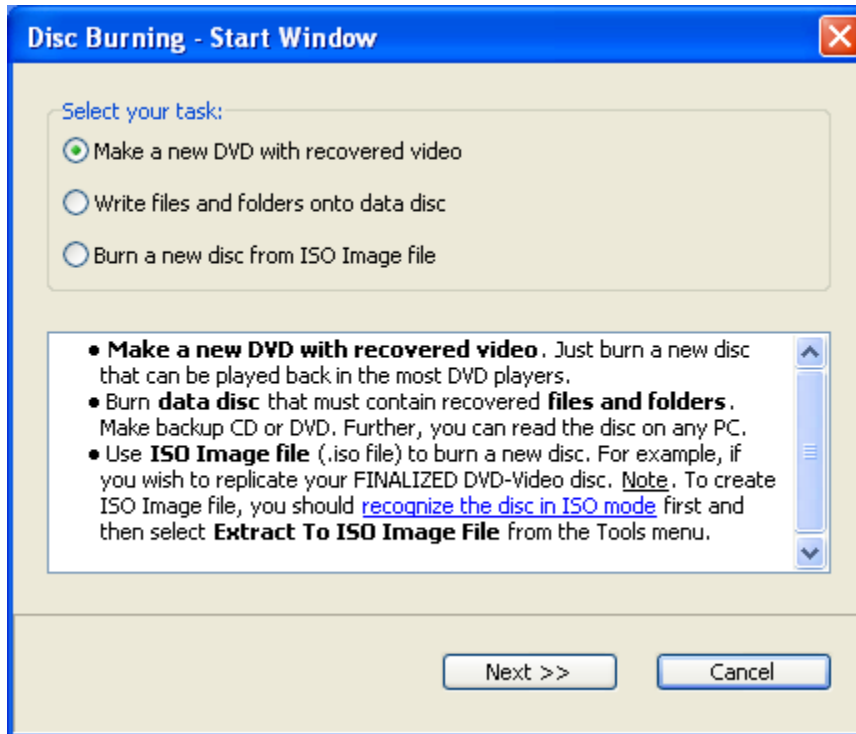 Disc Burning - Start Window
Select your task:
Make a new DVD with recovered video
Write files and folders onto data disc
Burn a new disc from ISO Image file
● Make a new DVD with recovered video. Just burn a new disc
that can be played back in the most DVD players.
● Burn data disc that must contain recovered files and folders.
Make backup CD or DVD. Further, you can read the disc on any PC.
● Use ISO Image file (.iso file) to burn a new disc. For example, if
you wish to replicate your FINALIZED DVD-Video disc. Note. To create
ISO Image file, you should recognize the disc in ISO mode first and
then select Extract To ISO Image File from the Tools menu.
Next >>
Cancel